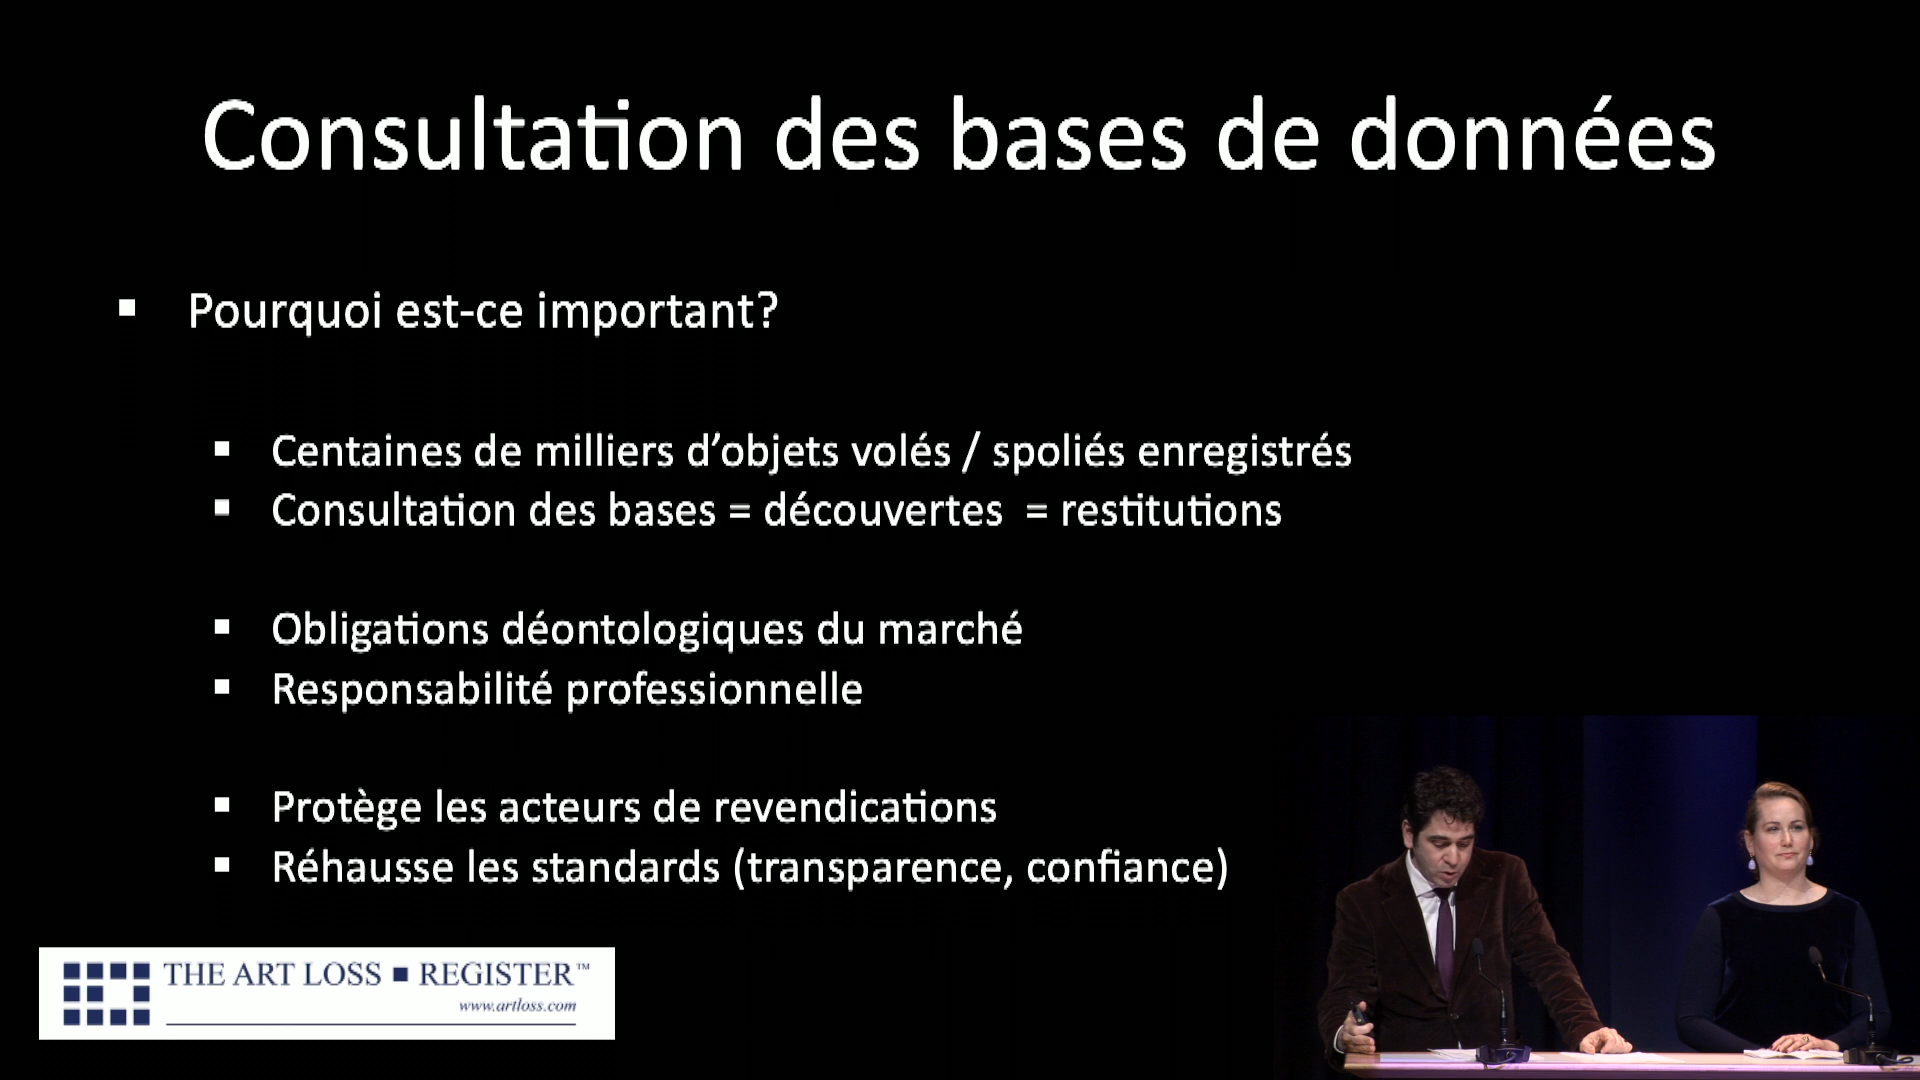 Consultation des bases de données
▪ Pourquoi est-ce important?
▪ Centaines de milliers d’objets volés / spoliés enregistrés
▪ Consultation des bases = découvertes = restitutions
▪ Obligations déontologiques du marché
▪ Responsabilité professionnelle
▪ Protège les acteurs de revendications
▪ Réhausse les standards (transparence, confiance)
THE ART LOSS ▪ REGISTER™
www.artloss.com